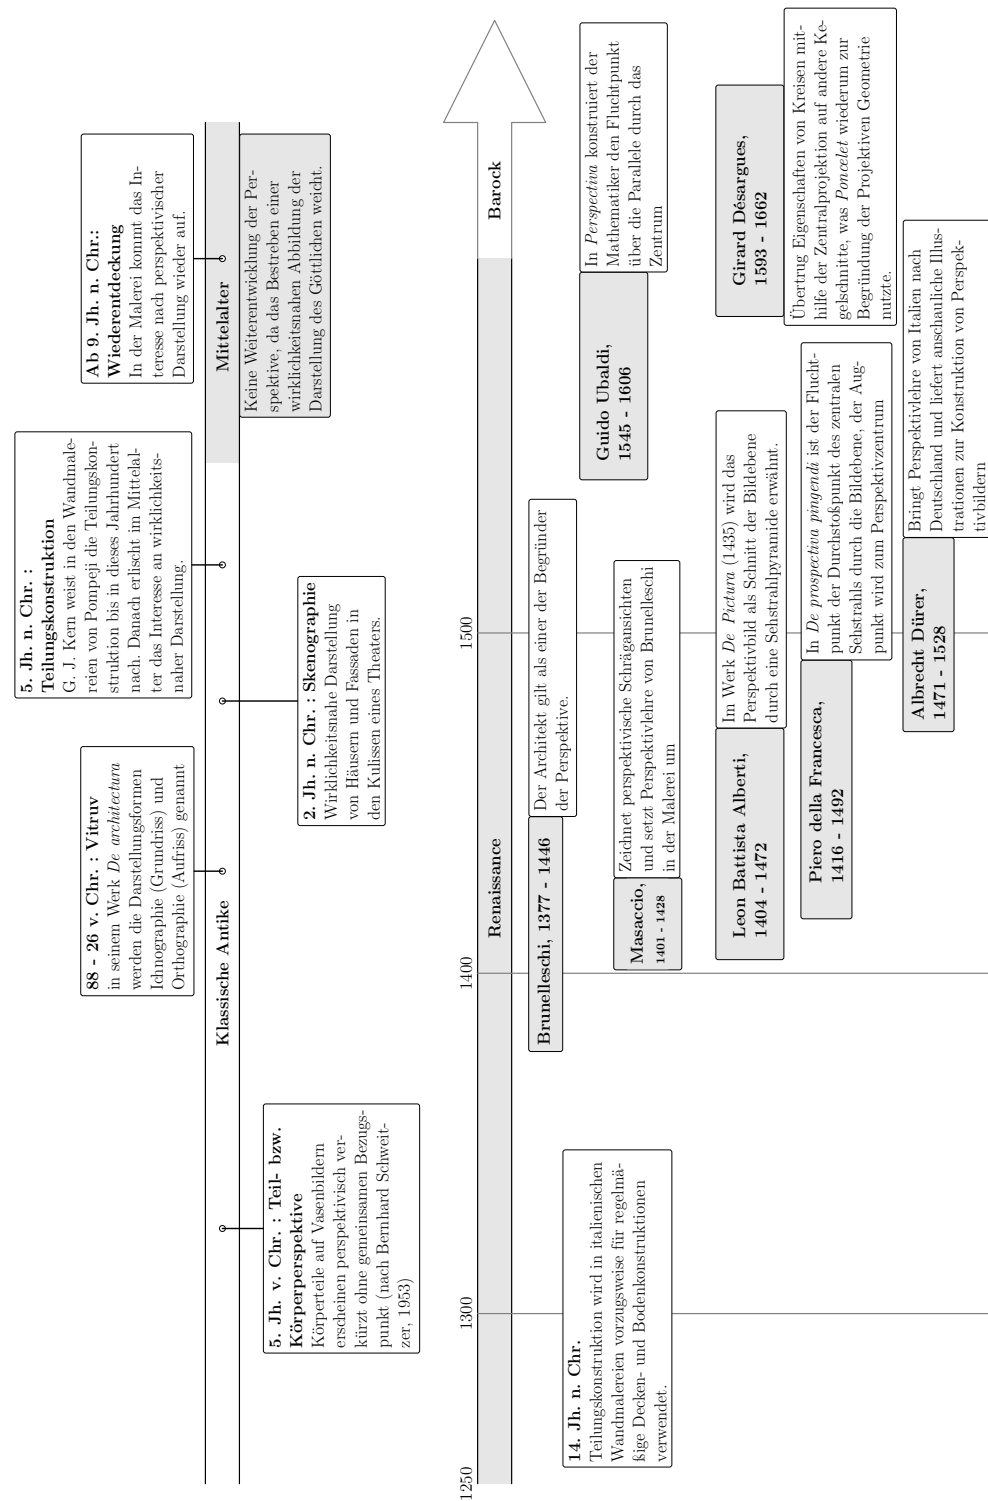 5. Jh. v. Chr. : Teil- bzw.
Körperperspektive
Körperteile auf Vasenbildern
erscheinen perspektivisch ver-
kürzt ohne gemeinsamen Bezugs-
punkt (nach Bernhard Schweit-
zer, 1953)
88 - 26 v. Chr. : Vitruv
in seinem Werk De architectura
werden die Darstellungsformen
Ichnographie (Grundriss) und
Orthographie (Aufriss) genannt
Klassische Antike
2. Jh. n. Chr. : Skenographie
Wirklichkeitsnahe Darstellung
von Häusern und Fassaden in
den Kulissen eines Theaters.
5. Jh. n. Chr. :
Teilungskonstruktion
G. J. Kern weist in den Wandmale-
reien von Pompeji die Teilungskon-
struktion bis in dieses Jahrhundert
nach. Danach erlischt im Mittelal-
ter das Interesse an wirklichkeits-
naher Darstellung.
Ab 9. Jh. n. Chr.:
Wiederentdeckung
In der Malerei kommt das In-
teresse nach perspektivischer
Darstellung wieder auf.
Mittelalter
Keine Weiterentwicklung der Per-
spektive, da das Bestreben einer
wirklichkeitsnahen Abbildung der
Darstellung des Göttlichen weicht.
1250
1300
1400
1500
Renaissance
Barock
14. Jh. n. Chr.
Teilungskonstruktion wird in italienischen
Wandmalereien vorzugsweise für regelmä-
ßige Decken- und Bodenkonstruktionen
verwendet.
Brunelleschi, 1377 - 1446
Der Architekt gilt als einer der Begründer
der Perspektive.
Masaccio,
1401 - 1428
Zeichnet perspektivische Schrägansichten
und setzt Perspektivlehre von Brunelleschi
in der Malerei um
Leon Battista Alberti,
1404 - 1472
Im Werk De Pictura (1435) wird das
Perspektivbild als Schnitt der Bildebene
durch eine Sehstrahlpyramide erwähnt.
Piero della Francesca,
1416 - 1492
In De prospectiva pingendi ist der Flucht-
punkt der Durchstoßpunkt des zentralen
Sehstrahls durch die Bildebene, der Aug-
punkt wird zum Perspektivzentrum
Albrecht Dürer,
1471 - 1528
Bringt Perspektivlehre von Italien nach
Deutschland und liefert anschauliche Illus-
trationen zur Konstruktion von Perspek-
tivbildern
Guido Ubaldi,
1545 - 1606
In Perspectiva konstruiert der
Mathematiker den Fluchtpunkt
über die Parallele durch das
Zentrum
Girard Désargues,
1593 - 1662
Übertrug Eigenschaften von Kreisen mit-
hilfe der Zentralprojektion auf andere Ke-
gelschnitte, was Poncelet wiederum zur
Begründung der Projektiven Geometrie
nutzte.